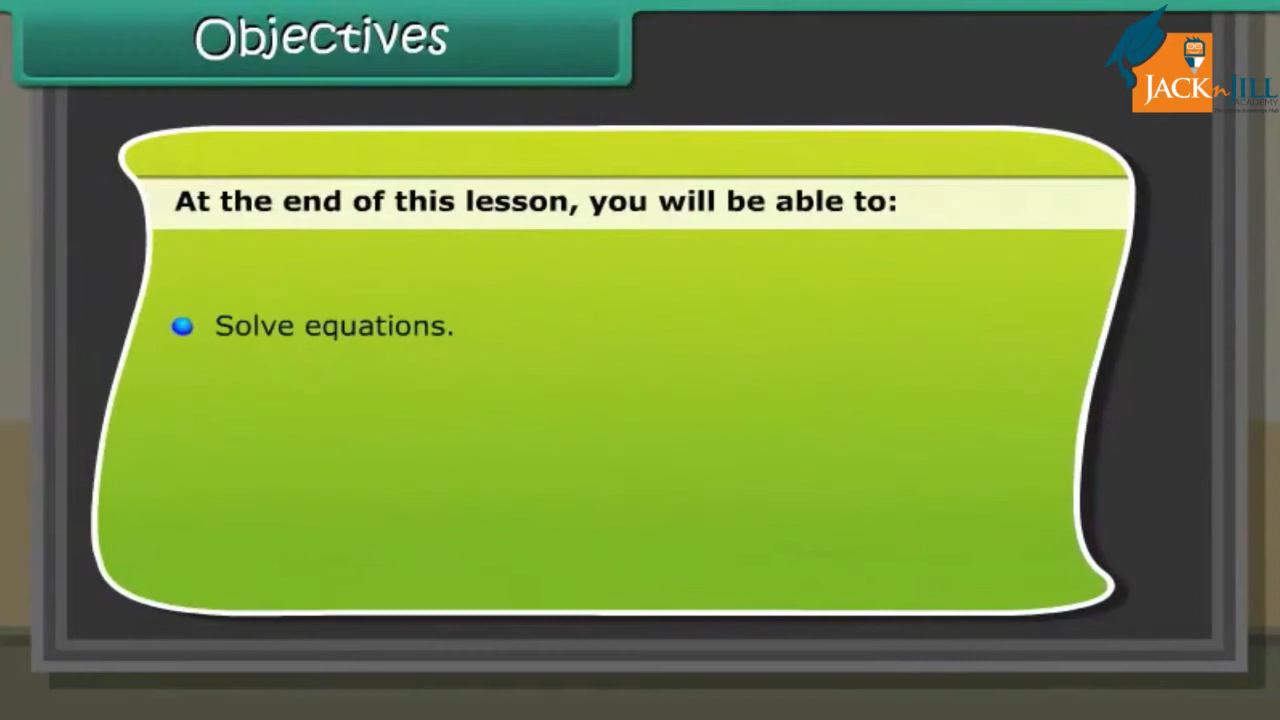 Objectives
JACK n JILL
ACADEMY
At the end of this lesson, you will be able to:
Solve equations.